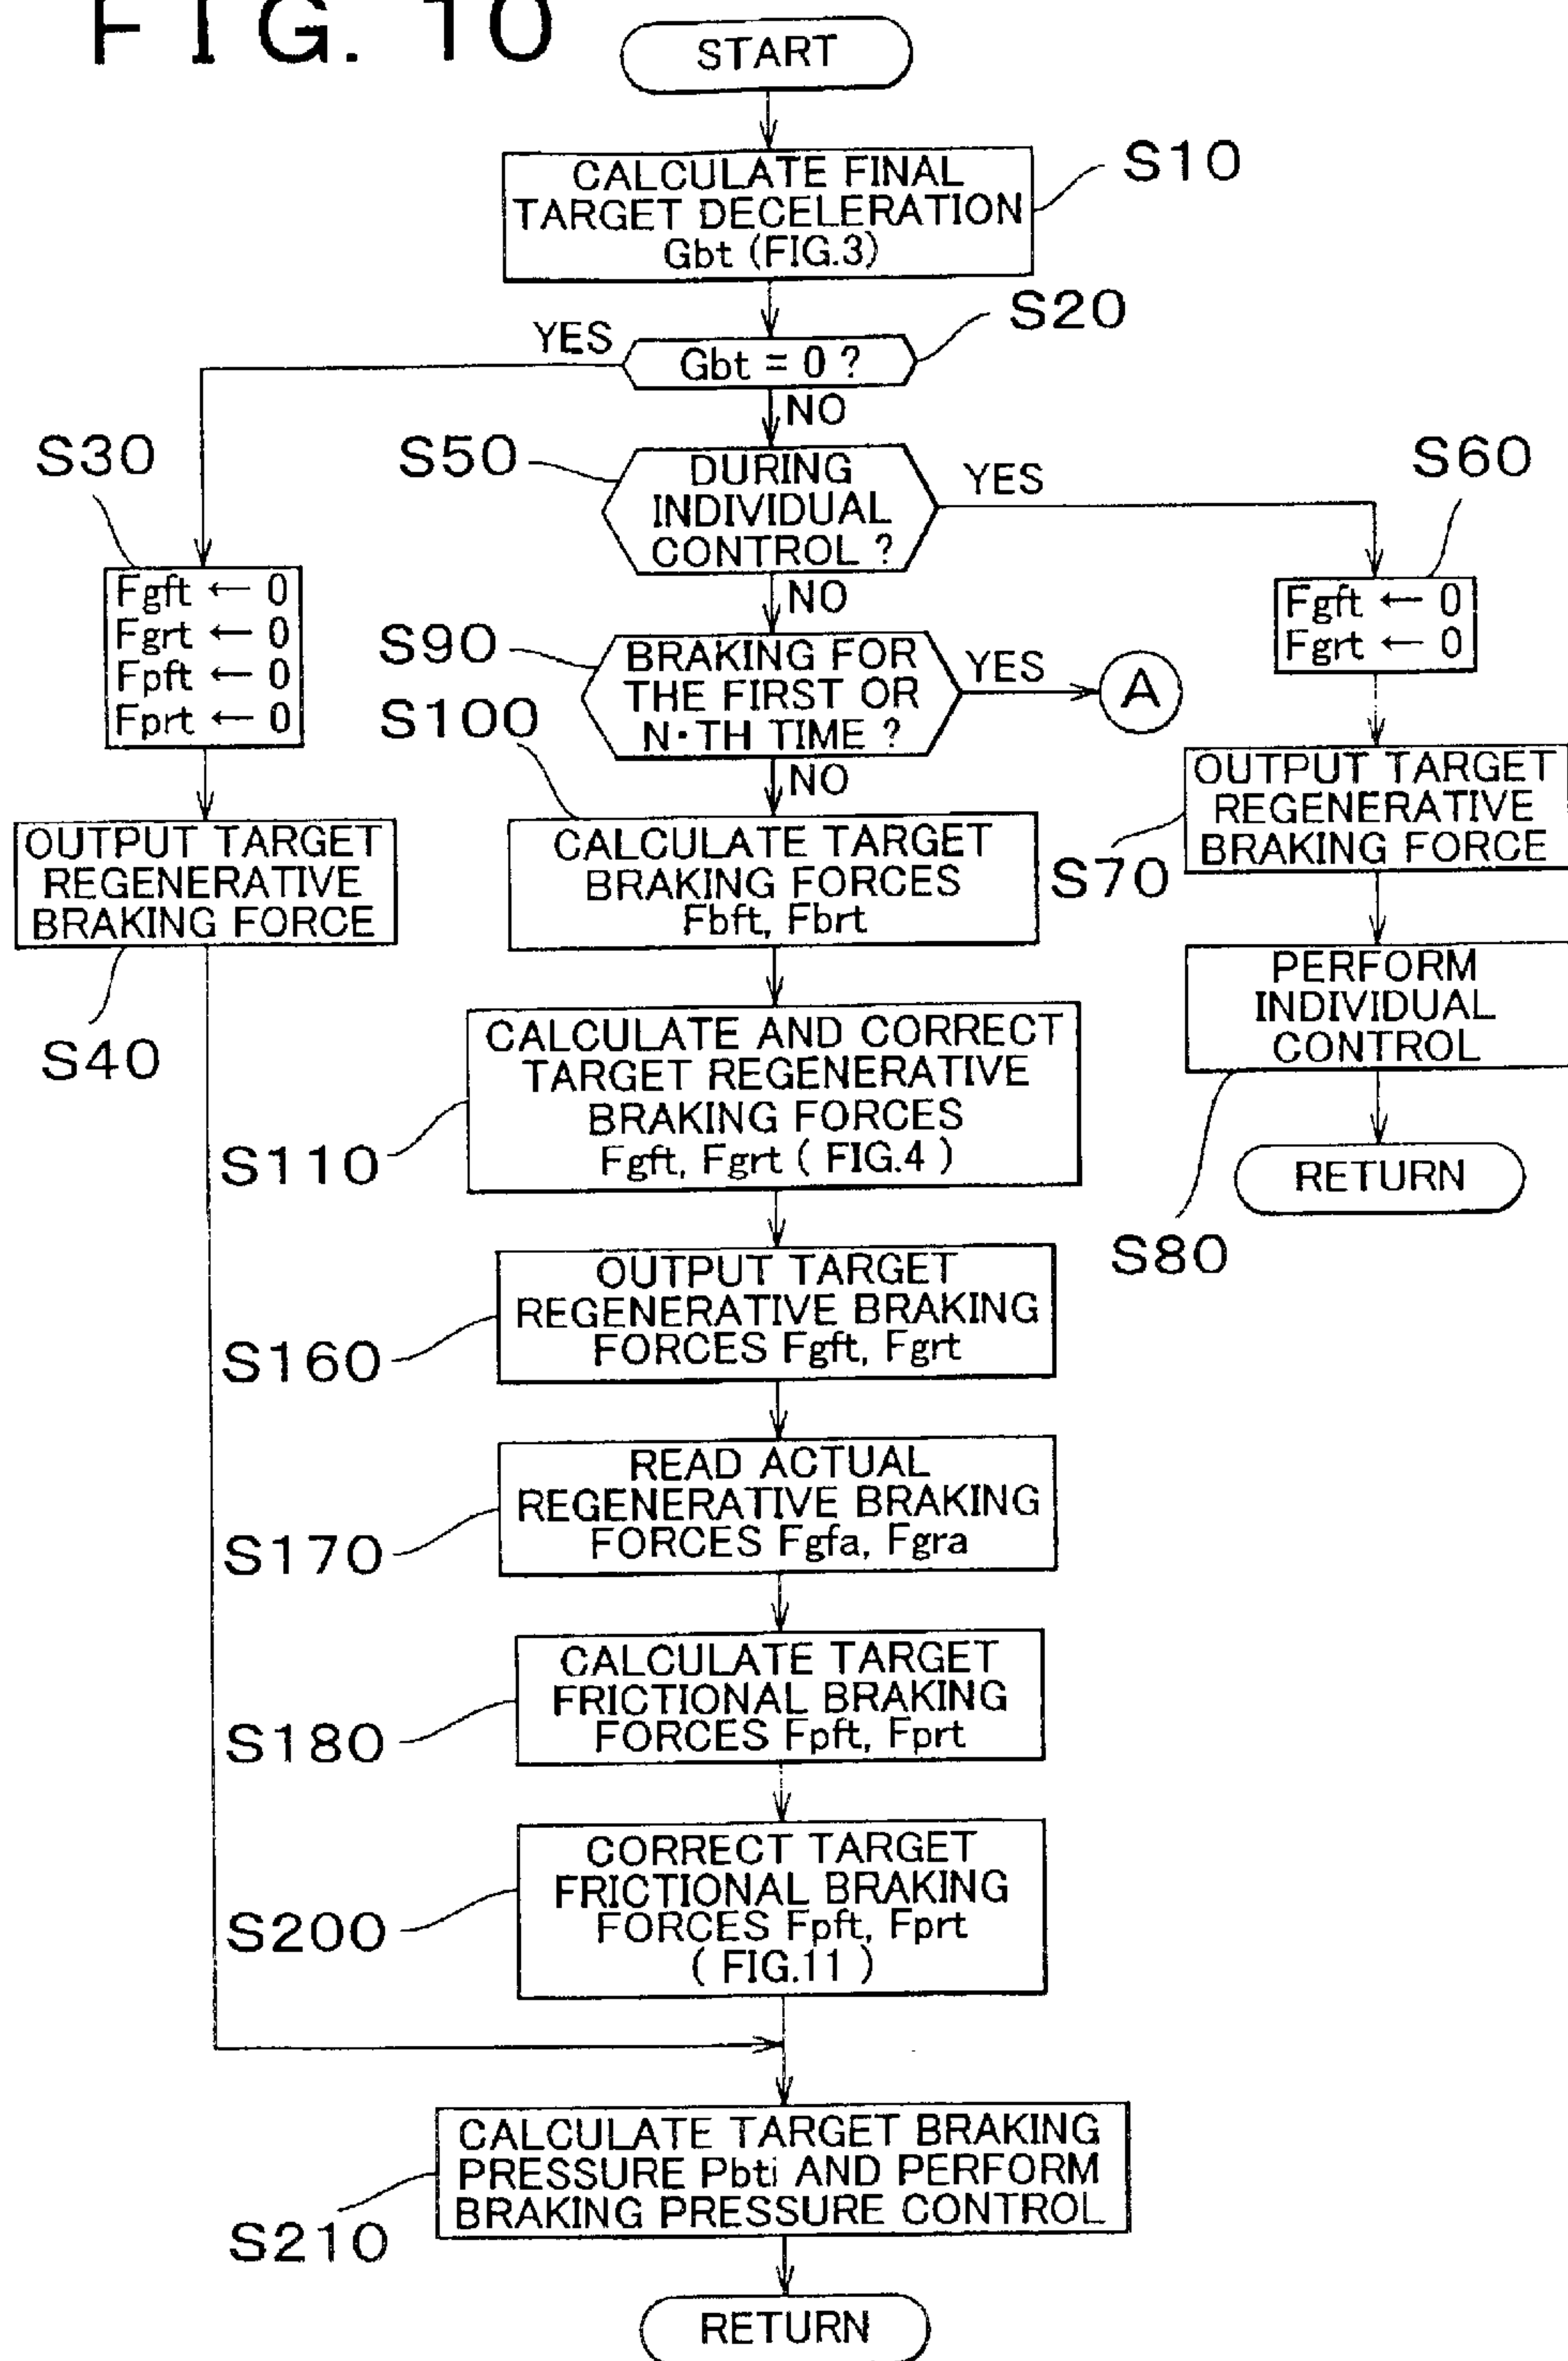 FIG. 10
START
CALCULATE FINAL
TARGET DECELERATION
Gbt (FIG.3)
S10
S20
YES
Gbt = 0 ?
NO
S30
S50
DURING
INDIVIDUAL
CONTROL ?
YES
S60
NO
Fgft ← 0
Fgrt ← 0
Fpft ← 0
Fprt ← 0
Fgft ← 0
Fgrt ← 0
S90
BRAKING FOR
THE FIRST OR
N·TH TIME ?
YES
A
S100
NO
OUTPUT TARGET
REGENERATIVE
BRAKING FORCE
S40
CALCULATE TARGET
BRAKING FORCES
Fbft, Fbrt
OUTPUT TARGET
REGENERATIVE
BRAKING FORCE
S70
PERFORM
INDIVIDUAL
CONTROL
S80
RETURN
CALCULATE AND CORRECT
TARGET REGENERATIVE
BRAKING FORCES
Fgft, Fgrt ( FIG.4 )
S110
OUTPUT TARGET
REGENERATIVE BRAKING
FORCES Fgft, Fgrt
S160
READ ACTUAL
REGENERATIVE BRAKING
FORCES Fgfa, Fgra
S170
CALCULATE TARGET
FRICTIONAL BRAKING
FORCES Fpft, Fprt
S180
CORRECT TARGET
FRICTIONAL BRAKING
FORCES Fpft, Fprt
( FIG.11 )
S200
CALCULATE TARGET BRAKING
PRESSURE Pbti AND PERFORM
BRAKING PRESSURE CONTROL
S210
RETURN